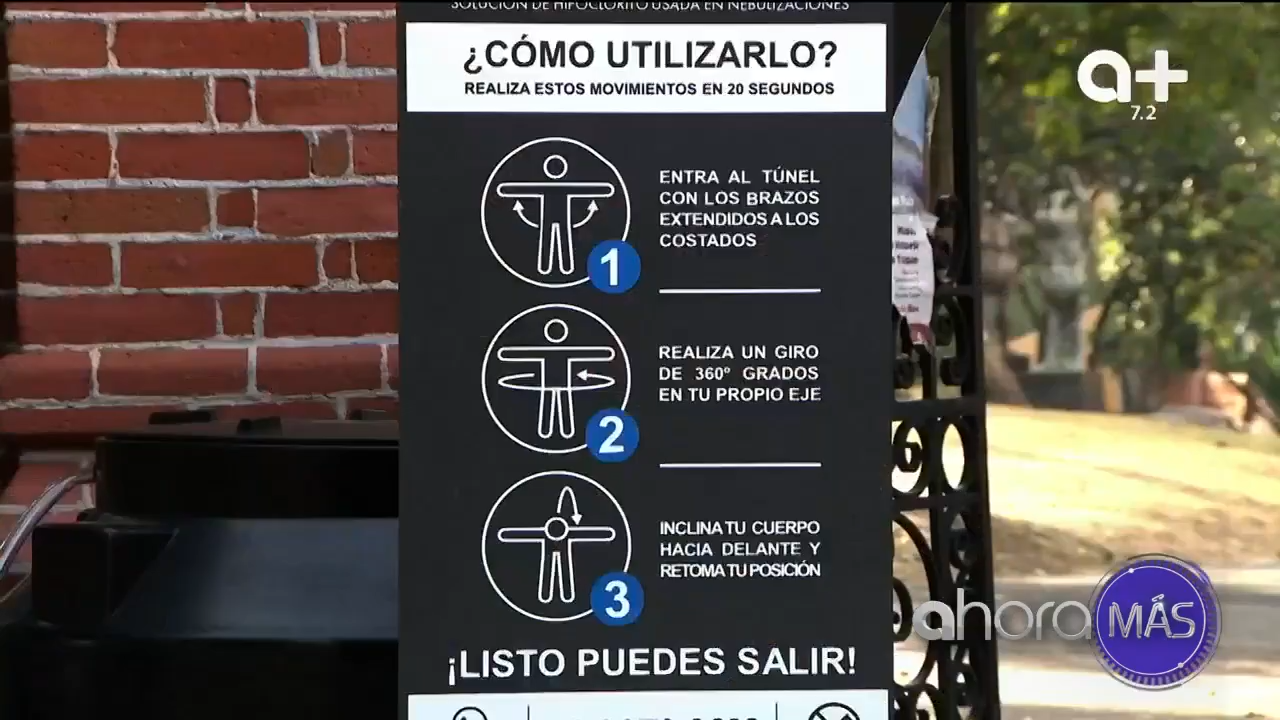 SOLUCIÓN DE HIPOCLORITO USADA EN NEBULIZACIONES
¿CÓMO UTILIZARLO?
REALIZA ESTOS MOVIMIENTOS EN 20 SEGUNDOS
a+
7.2
ENTRA AL TÚNEL
CON LOS BRAZOS
EXTENDIDOS A LOS
COSTADOS
1
REALIZA UN GIRO
DE 360º GRADOS
EN TU PROPIO EJE
2
INCLINA TU CUERPO
HACIA DELANTE Y
RETOMA TU POSICIÓN
3
¡LISTO PUEDES SALIR!
ahora MÁS